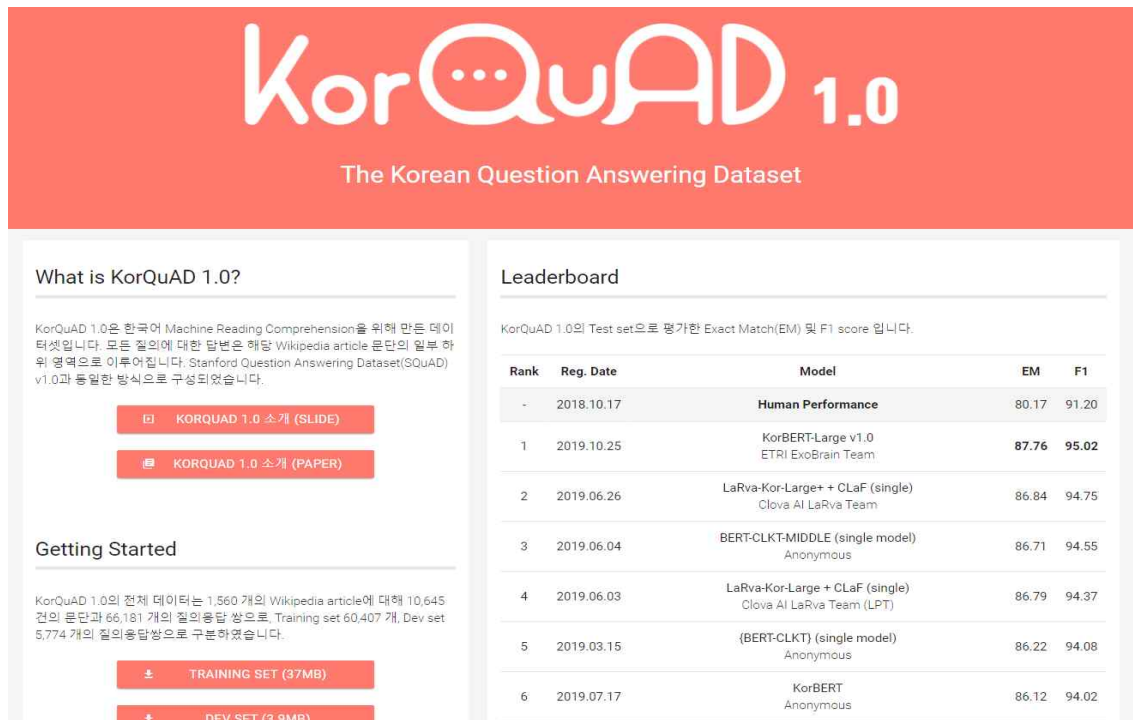 KorQuAD 1.0
The Korean Question Answering Dataset
What is KorQuAD 1.0?
KorQuAD 1.0은 한국어 Machine Reading Comprehension을 위해 만든 데이
터셋입니다. 모든 질의에 대한 답변은 해당 Wikipedia article 문단의 일부 하
위 영역으로 이루어집니다. Stanford Question Answering Dataset(SQuAD)
v1.0과 동일한 방식으로 구성되었습니다.
KORQUAD 1.0 소개 (SLIDE)
KORQUAD 1.0 소개 (PAPER)
Getting Started
KorQuAD 1.0의 전체 데이터는 1,560 개의 Wikipedia article에 대해 10,645
건의 문단과 66,181 개의 질의응답 쌍으로, Training set 60,407 개, Dev set
5,774 개의 질의응답쌍으로 구분하였습니다.
TRAINING SET (37MB)
DEV SET (3.9MB)
Leaderboard
KorQuAD 1.0의 Test set으로 평가한 Exact Match(EM) 및 F1 score 입니다.
Rank Reg. Date Model EM F1
- 2018.10.17 Human Performance 80.17 91.20
1 2019.10.25 KorBERT-Large v1.0 87.76 95.02
ETRI ExoBrain Team
2 2019.06.26 LaRva-Kor-Large+ + CLaF (single) 86.84 94.75
Clova AI LaRva Team
3 2019.06.04 BERT-CLKT-MIDDLE (single model) 86.71 94.55
Anonymous
4 2019.06.03 LaRva-Kor-Large + CLaF (single) 86.79 94.37
Clova AI LaRva Team (LPT)
5 2019.03.15 {BERT-CLKT} (single model) 86.22 94.08
Anonymous
6 2019.07.17 KorBERT 86.12 94.02
Anonymous